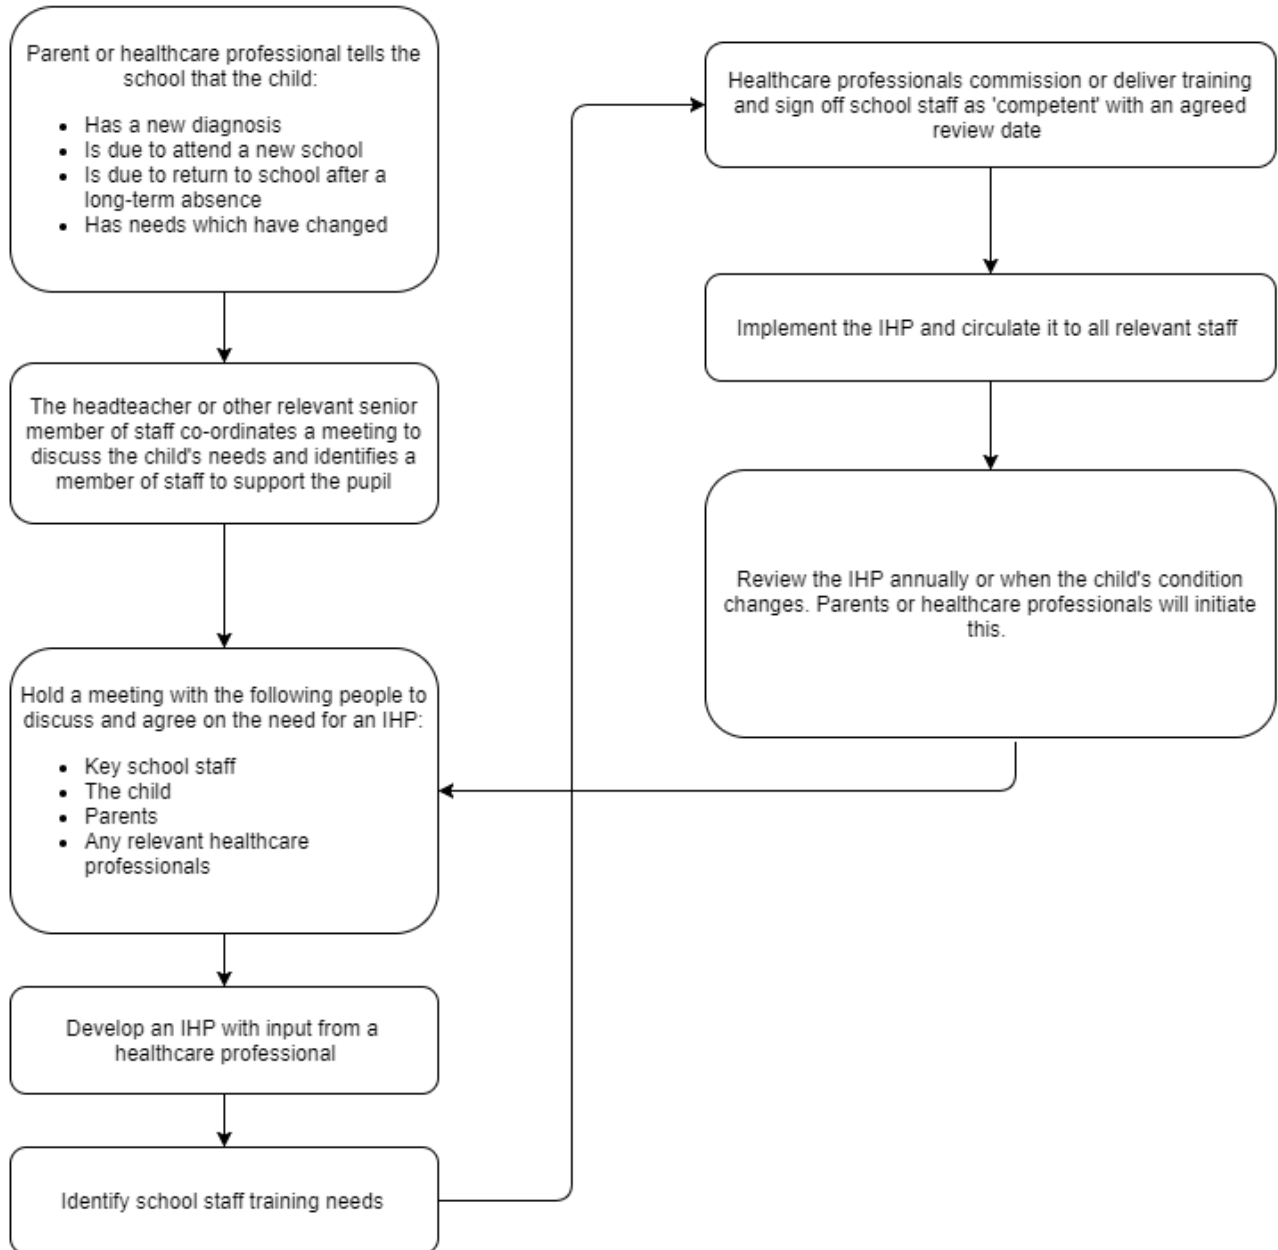 Parent or healthcare professional tells the
school that the child:
• Has a new diagnosis
• Is due to attend a new school
• Is due to return to school after a
long-term absence
• Has needs which have changed
The headteacher or other relevant senior
member of staff co-ordinates a meeting to
discuss the child's needs and identifies a
member of staff to support the pupil
Hold a meeting with the following people to
discuss and agree on the need for an IHP:
• Key school staff
• The child
• Parents
• Any relevant healthcare
professionals
Develop an IHP with input from a
healthcare professional
Identify school staff training needs
Healthcare professionals commission or deliver training
and sign off school staff as 'competent' with an agreed
review date
Implement the IHP and circulate it to all relevant staff
Review the IHP annually or when the child's condition
changes. Parents or healthcare professionals will initiate
this.